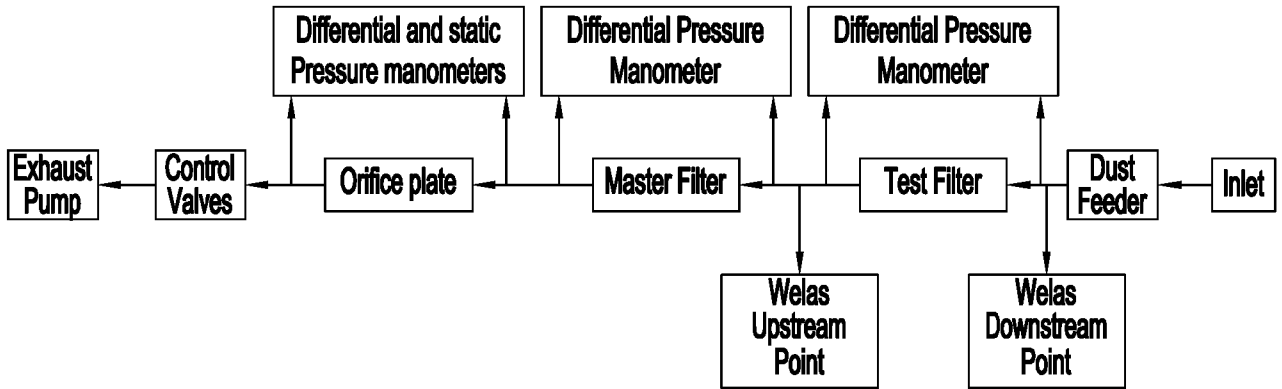 Differential and static
Pressure manometers
Differential Pressure
Manometer
Differential Pressure
Manometer
Exhaust
Pump
Control
Valves
Orifice plate
Master Filter
Test Filter
Dust
Feeder
Inlet
Welas
Upstream
Point
Welas
Downstream
Point